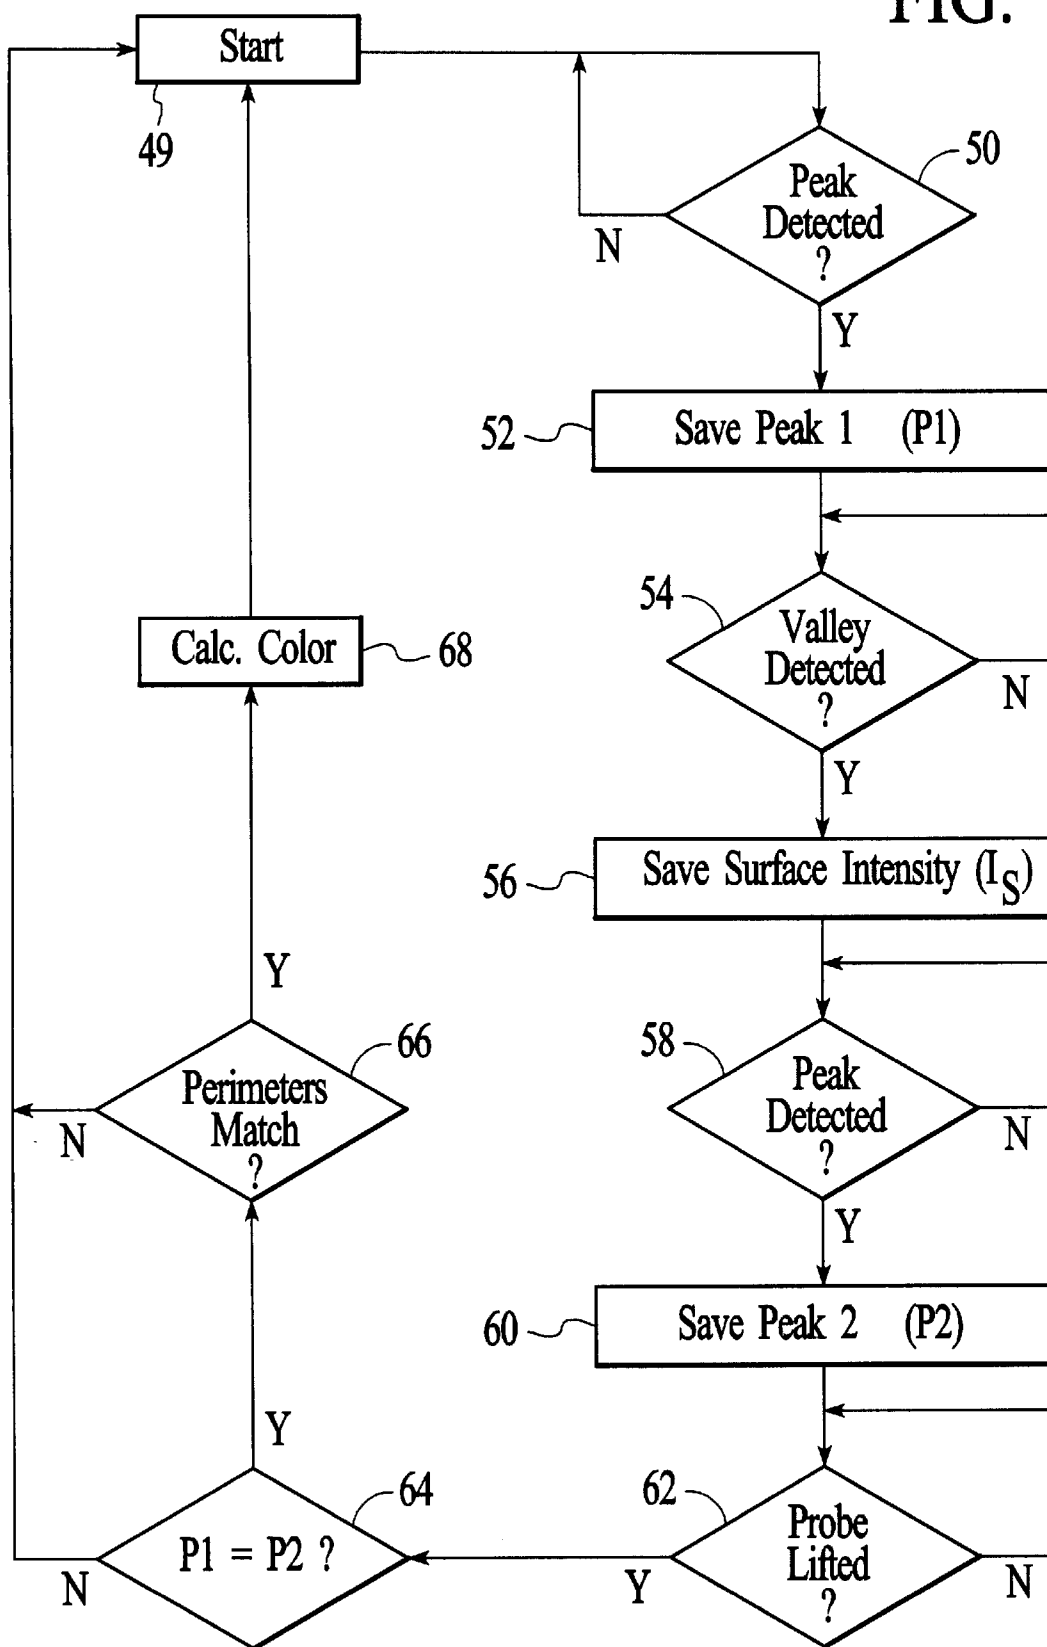 FIG.
Start
49
Peak
Detected
?
50
N
Y
52
Save Peak 1 (P1)
54
Valley
Detected
?
N
Y
56
Save Surface Intensity (IS)
58
Peak
Detected
?
N
Y
60
Save Peak 2 (P2)
62
Probe
Lifted
?
N
Y
64
P1 = P2 ?
N
Y
66
Perimeters
Match
?
N
Y
Calc. Color
68